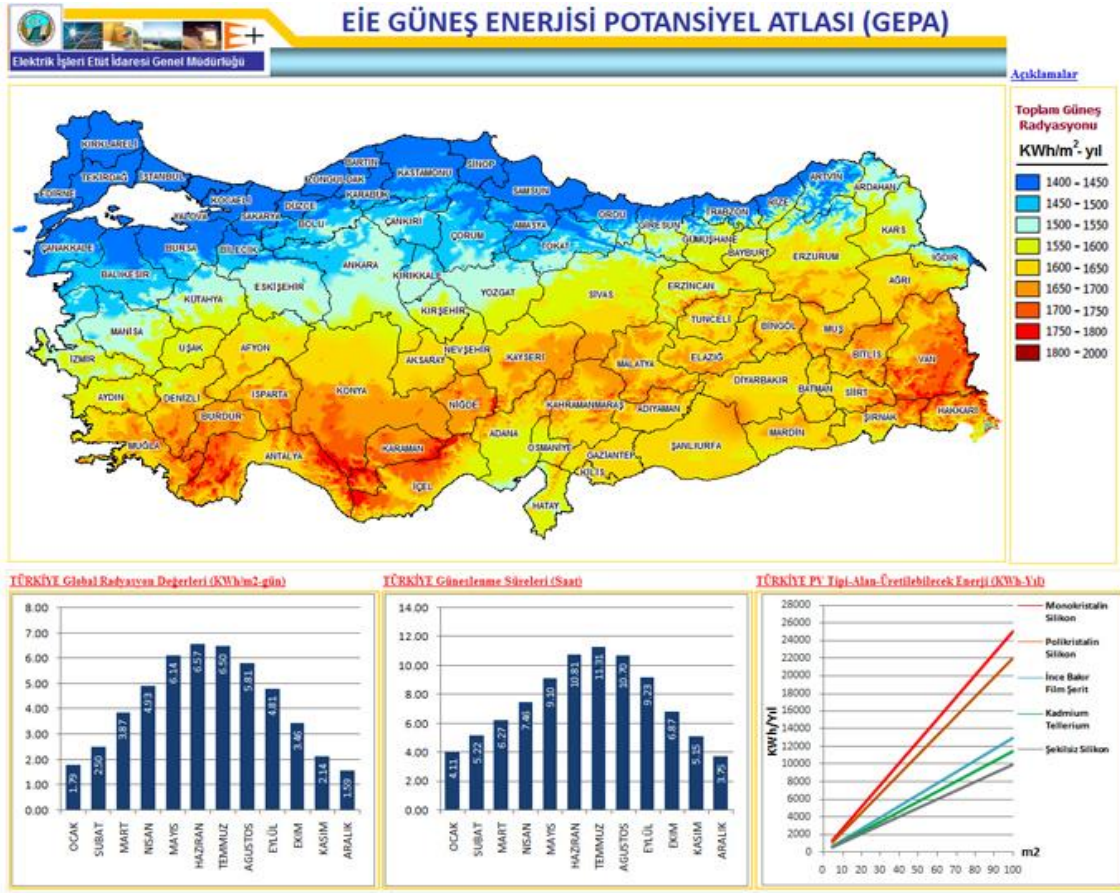 EİE GÜNEŞ ENERJİSİ POTANSİYEL ATLASI (GEPA)
Elektrik İşleri Etüt İdaresi Genel Müdürlüğü
Açıklamalar
Toplam Güneş
Radyasyonu
KWh/m²- yıl
1400 - 1450
1450 - 1500
1500 - 1550
1550 - 1600
1600 - 1650
1650 - 1700
1700 - 1750
1750 - 1800
1800 - 2000
KIRKLARELİ
TEKİRDAĞ
İSTANBUL
EDİRNE
KOCAELİ
YALOVA
SAKARYA
DÜZCE
ZONGULDAK
BARTIN
KARABÜK
KASTAMONU
SİNOP
SAMSUN
BOLU
ÇANKIRI
ÇORUM
AMASYA
TOKAT
ORDU
GİRESUN
TRABZON
RİZE
ARTVİN
ARDAHAN
KARS
IĞDIR
GÜMÜŞHANE
BAYBURT
ERZURUM
AĞRI
ÇANAKKALE
BURSA
BİLECİK
BALIKESİR
KÜTAHYA
ESKİŞEHİR
ANKARA
KIRIKKALE
KIRŞEHİR
YOZGAT
SİVAS
ERZİNCAN
TUNCELİ
BİNGÖL
MUŞ
BİTLİS
VAN
MANİSA
İZMİR
UŞAK
AFYON
AKSARAY
NEVŞEHİR
KAYSERİ
MALATYA
ELAZIĞ
DİYARBAKIR
BATMAN
SİİRT
ŞIRNAK
HAKKARİ
AYDIN
DENİZLİ
BURDUR
ISPARTA
KONYA
NİĞDE
KAHRAMANMARAŞ
ADIYAMAN
ŞANLIURFA
MARDİN
MUĞLA
ANTALYA
KARAMAN
İÇEL
ADANA
OSMANİYE
GAZİANTEP
KİLİS
HATAY
TÜRKİYE Global Radyasyon Değerleri (KWh/m2-gün)
8.00
7.00
6.00
5.00
4.00
3.00
2.00
1.00
0.00
1.79
2.50
3.87
4.93
6.14
6.57
6.50
5.81
4.81
3.46
2.14
1.59
OCAK
SUBAT
MART
NİSAN
MAYIS
HAZIRAN
TEMMUZ
AGUSTOS
EYLÜL
EKIM
KASIM
ARALIK
TÜRKİYE Güneşlenme Süreleri (Saat)
14.00
12.00
10.00
8.00
6.00
4.00
2.00
0.00
4.11
5.22
6.27
7.46
9.10
10.81
11.31
10.70
9.23
6.87
5.15
3.75
OCAK
SUBAT
MART
NISAN
MAYIS
HAZIRAN
TEMMUZ
AGUSTOS
EYLÜL
EKIM
KASIM
ARALIK
TÜRKİYE PV Tipi-Alan-Üretilebilecek Enerji (KWh-Yıl)
KWh/Yıl
28000
26000
24000
22000
20000
18000
16000
14000
12000
10000
8000
6000
4000
2000
0
0 10 20 30 40 50 60 70 80 90 100
m2
Monokristalin
Silikon
Polikristalin
Silikon
İnce Bakır
Film Şerit
Kadmium
Tellerium
Şekilsiz Silikon